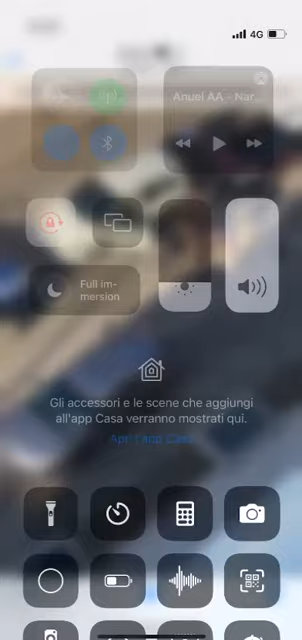 4G
Anuel AA - Nar...
Full im-
mersion
Gli accessori e le scene che aggiungi
all'app Casa verranno mostrati qui.
Apri l'app Casa